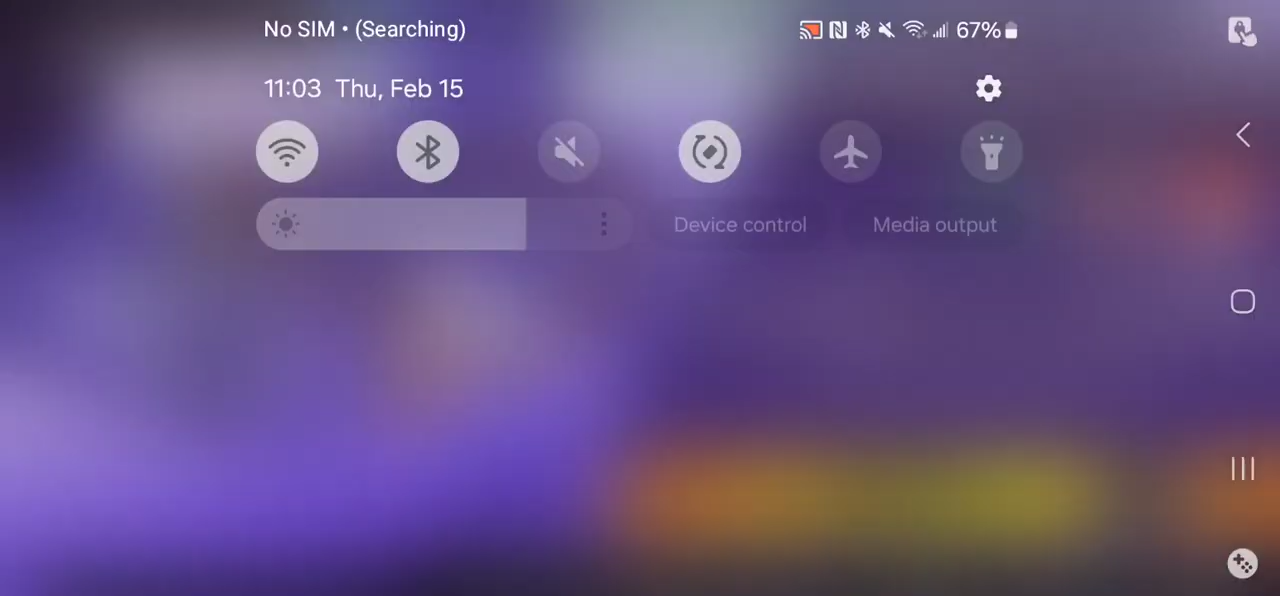 No SIM • (Searching)
67%
11:03 Thu, Feb 15
Device control
Media output